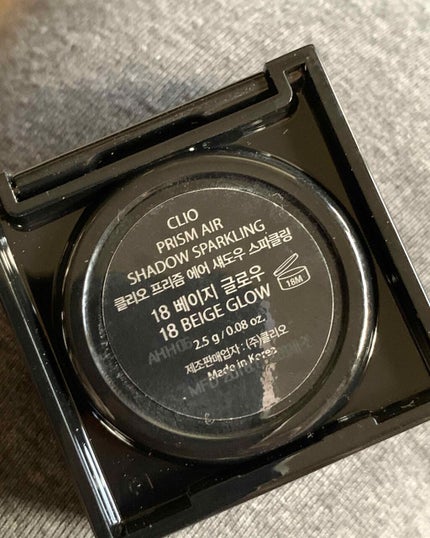 CLIO
PRISM AIR
SHADOW SPARKLING
클리오 프리즘 에어 섀도우 스파클링
18 베이지 글로우
18 BEIGE GLOW
18M
2.5 g / 0.08 oz.
제조판매업자 : (주)클리오
Made in Korea